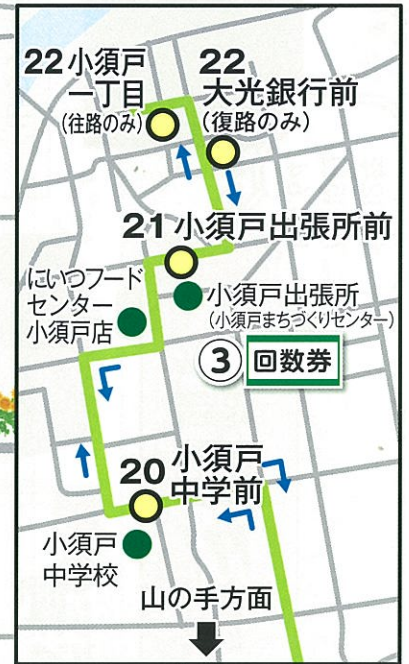 22 小須戸
一丁目
(往路のみ)
22
大光銀行前
(復路のみ)
21 小須戸出張所前
にいつフード
センター
小須戸店
小須戸出張所
(小須戸まちづくりセンター)
③ 回数券
20 小須戸
中学前
小須戸
中学校
山の手方面